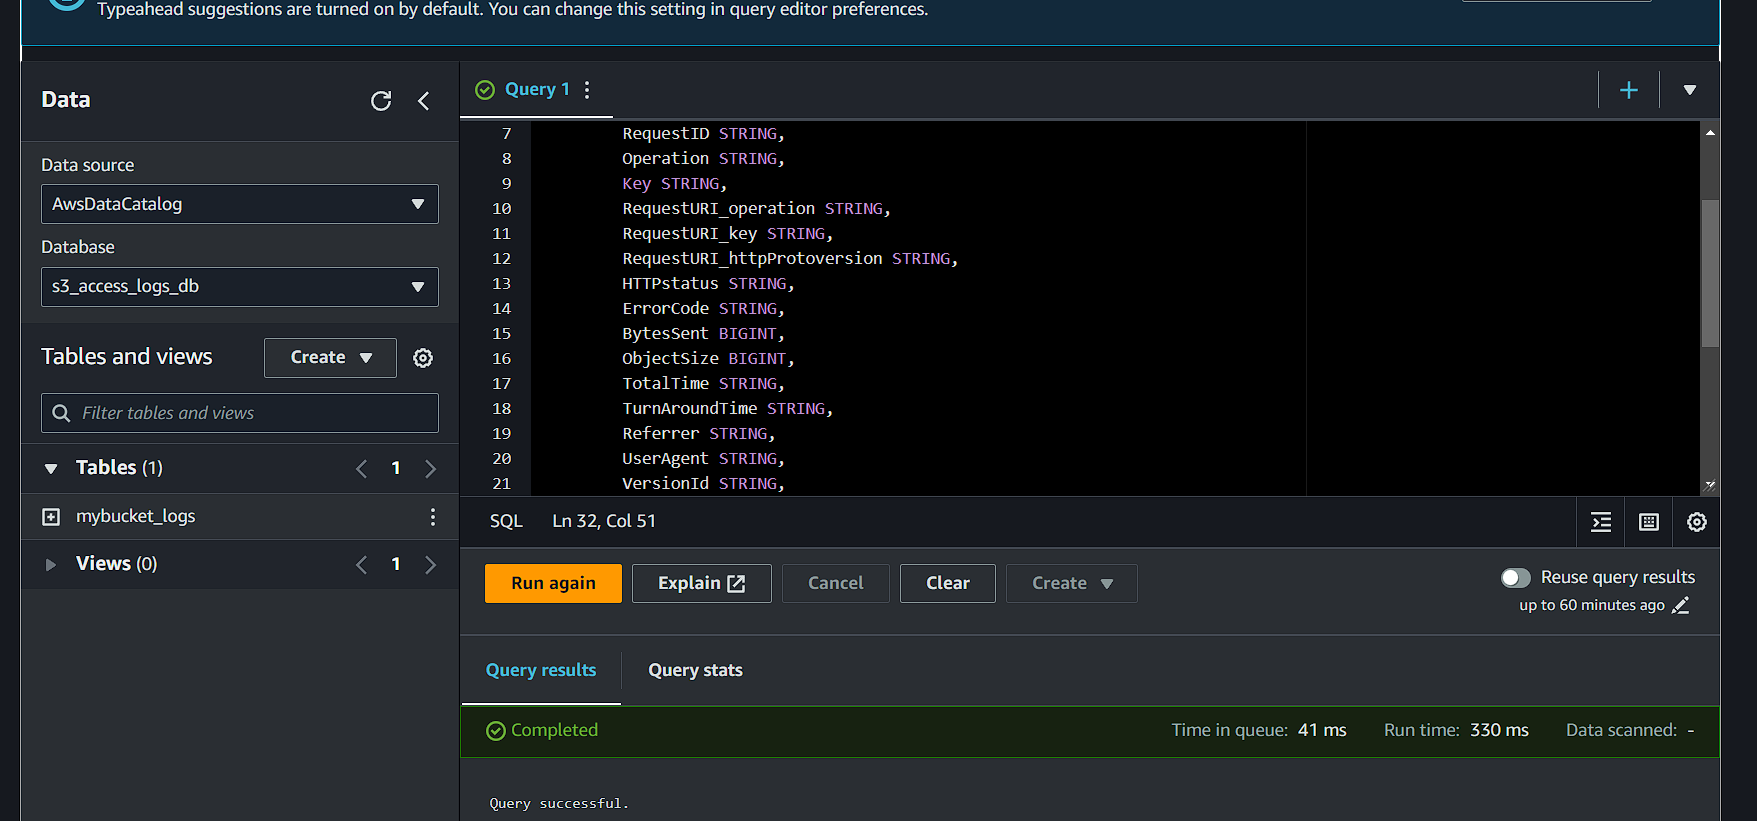 Typeahead suggestions are turned on by default. You can change this setting in query editor preferences.
Data
Data source
AwsDataCatalog
Database
s3_access_logs_db
Tables and views
Create
Filter tables and views
Tables (1)
1
mybucket_logs
Views (0)
1
Query 1
7 RequestID STRING,
8 Operation STRING,
9 Key STRING,
10 RequestURI_operation STRING,
11 RequestURI_key STRING,
12 RequestURI_httpProtoversion STRING,
13 HTTPstatus STRING,
14 ErrorCode STRING,
15 BytesSent BIGINT,
16 ObjectSize BIGINT,
17 TotalTime STRING,
18 TurnAroundTime STRING,
19 Referrer STRING,
20 UserAgent STRING,
21 VersionId STRING,
SQL Ln 32, Col 51
Run again Explain Cancel Clear Create
Reuse query results
up to 60 minutes ago
Query results Query stats
Completed Time in queue: 41 ms Run time: 330 ms Data scanned: -
Query successful.